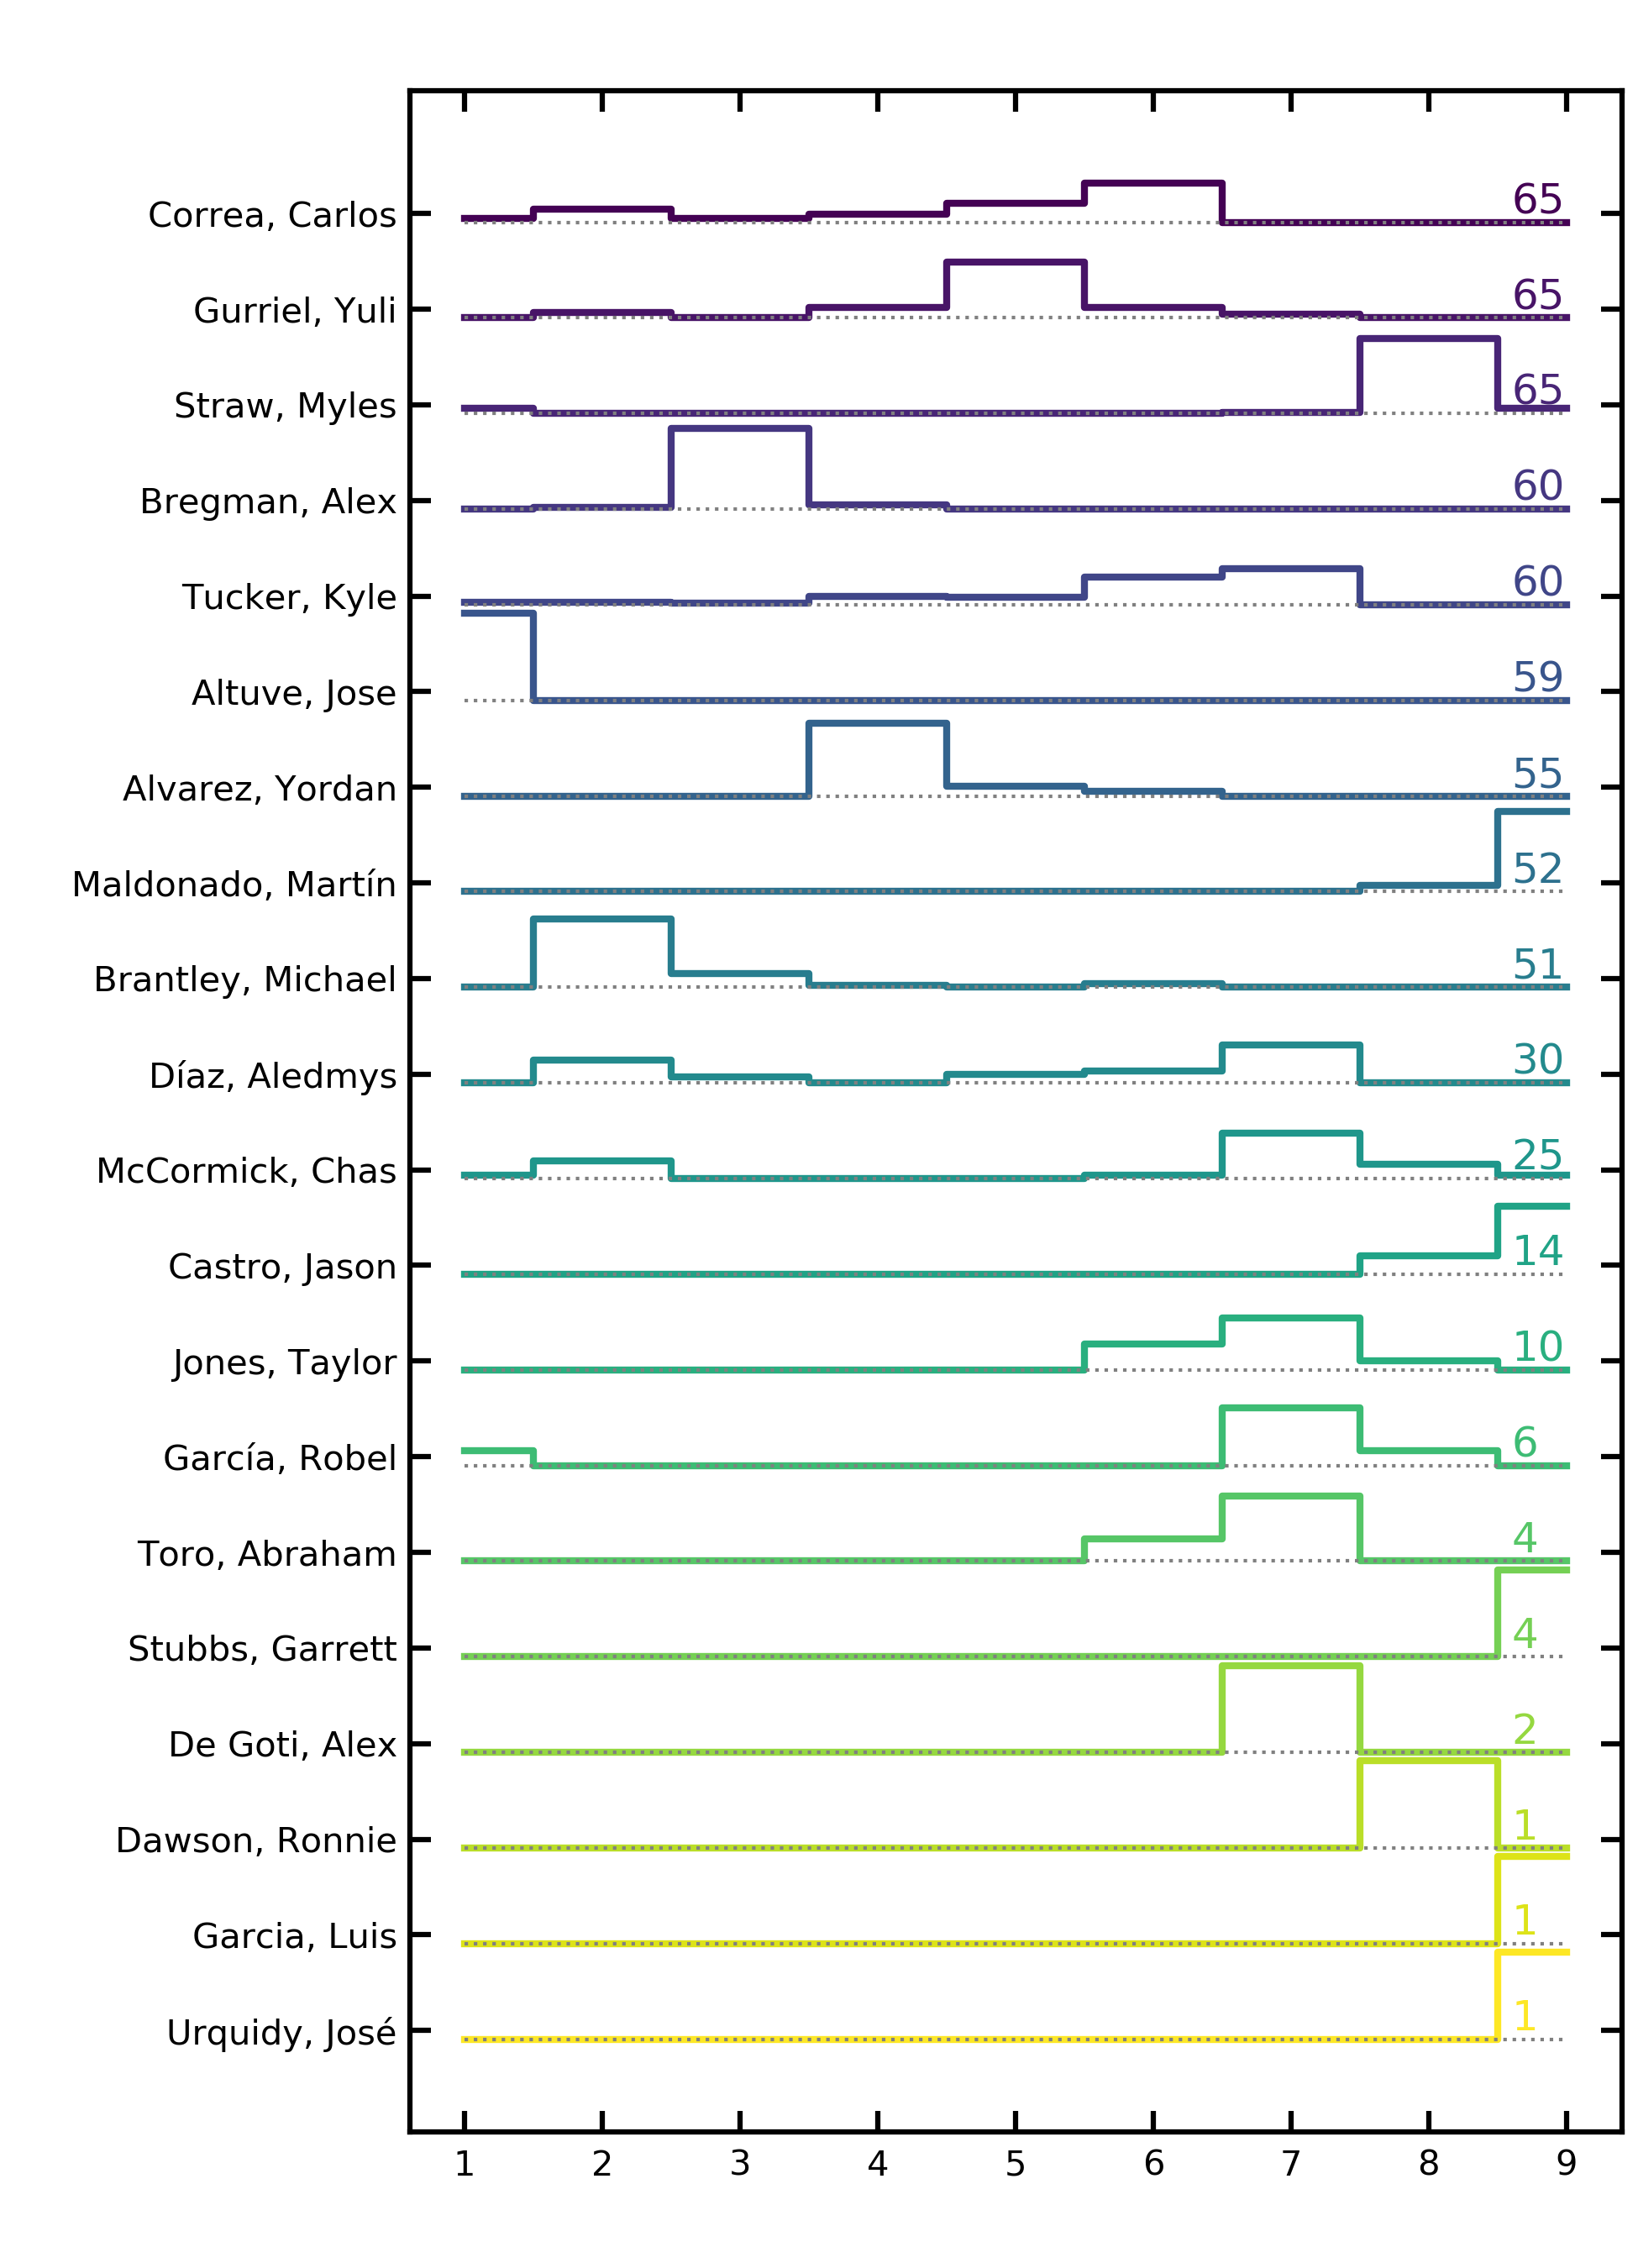 Correa, Carlos 65
Gurriel, Yuli 65
Straw, Myles 65
Bregman, Alex 60
Tucker, Kyle 60
Altuve, Jose 59
Alvarez, Yordan 55
Maldonado, Martín 52
Brantley, Michael 51
Díaz, Aledmys 30
McCormick, Chas 25
Castro, Jason 14
Jones, Taylor 10
García, Robel 6
Toro, Abraham 4
Stubbs, Garrett 4
De Goti, Alex 2
Dawson, Ronnie 1
Garcia, Luis 1
Urquidy, José 1
1 2 3 4 5 6 7 8 9